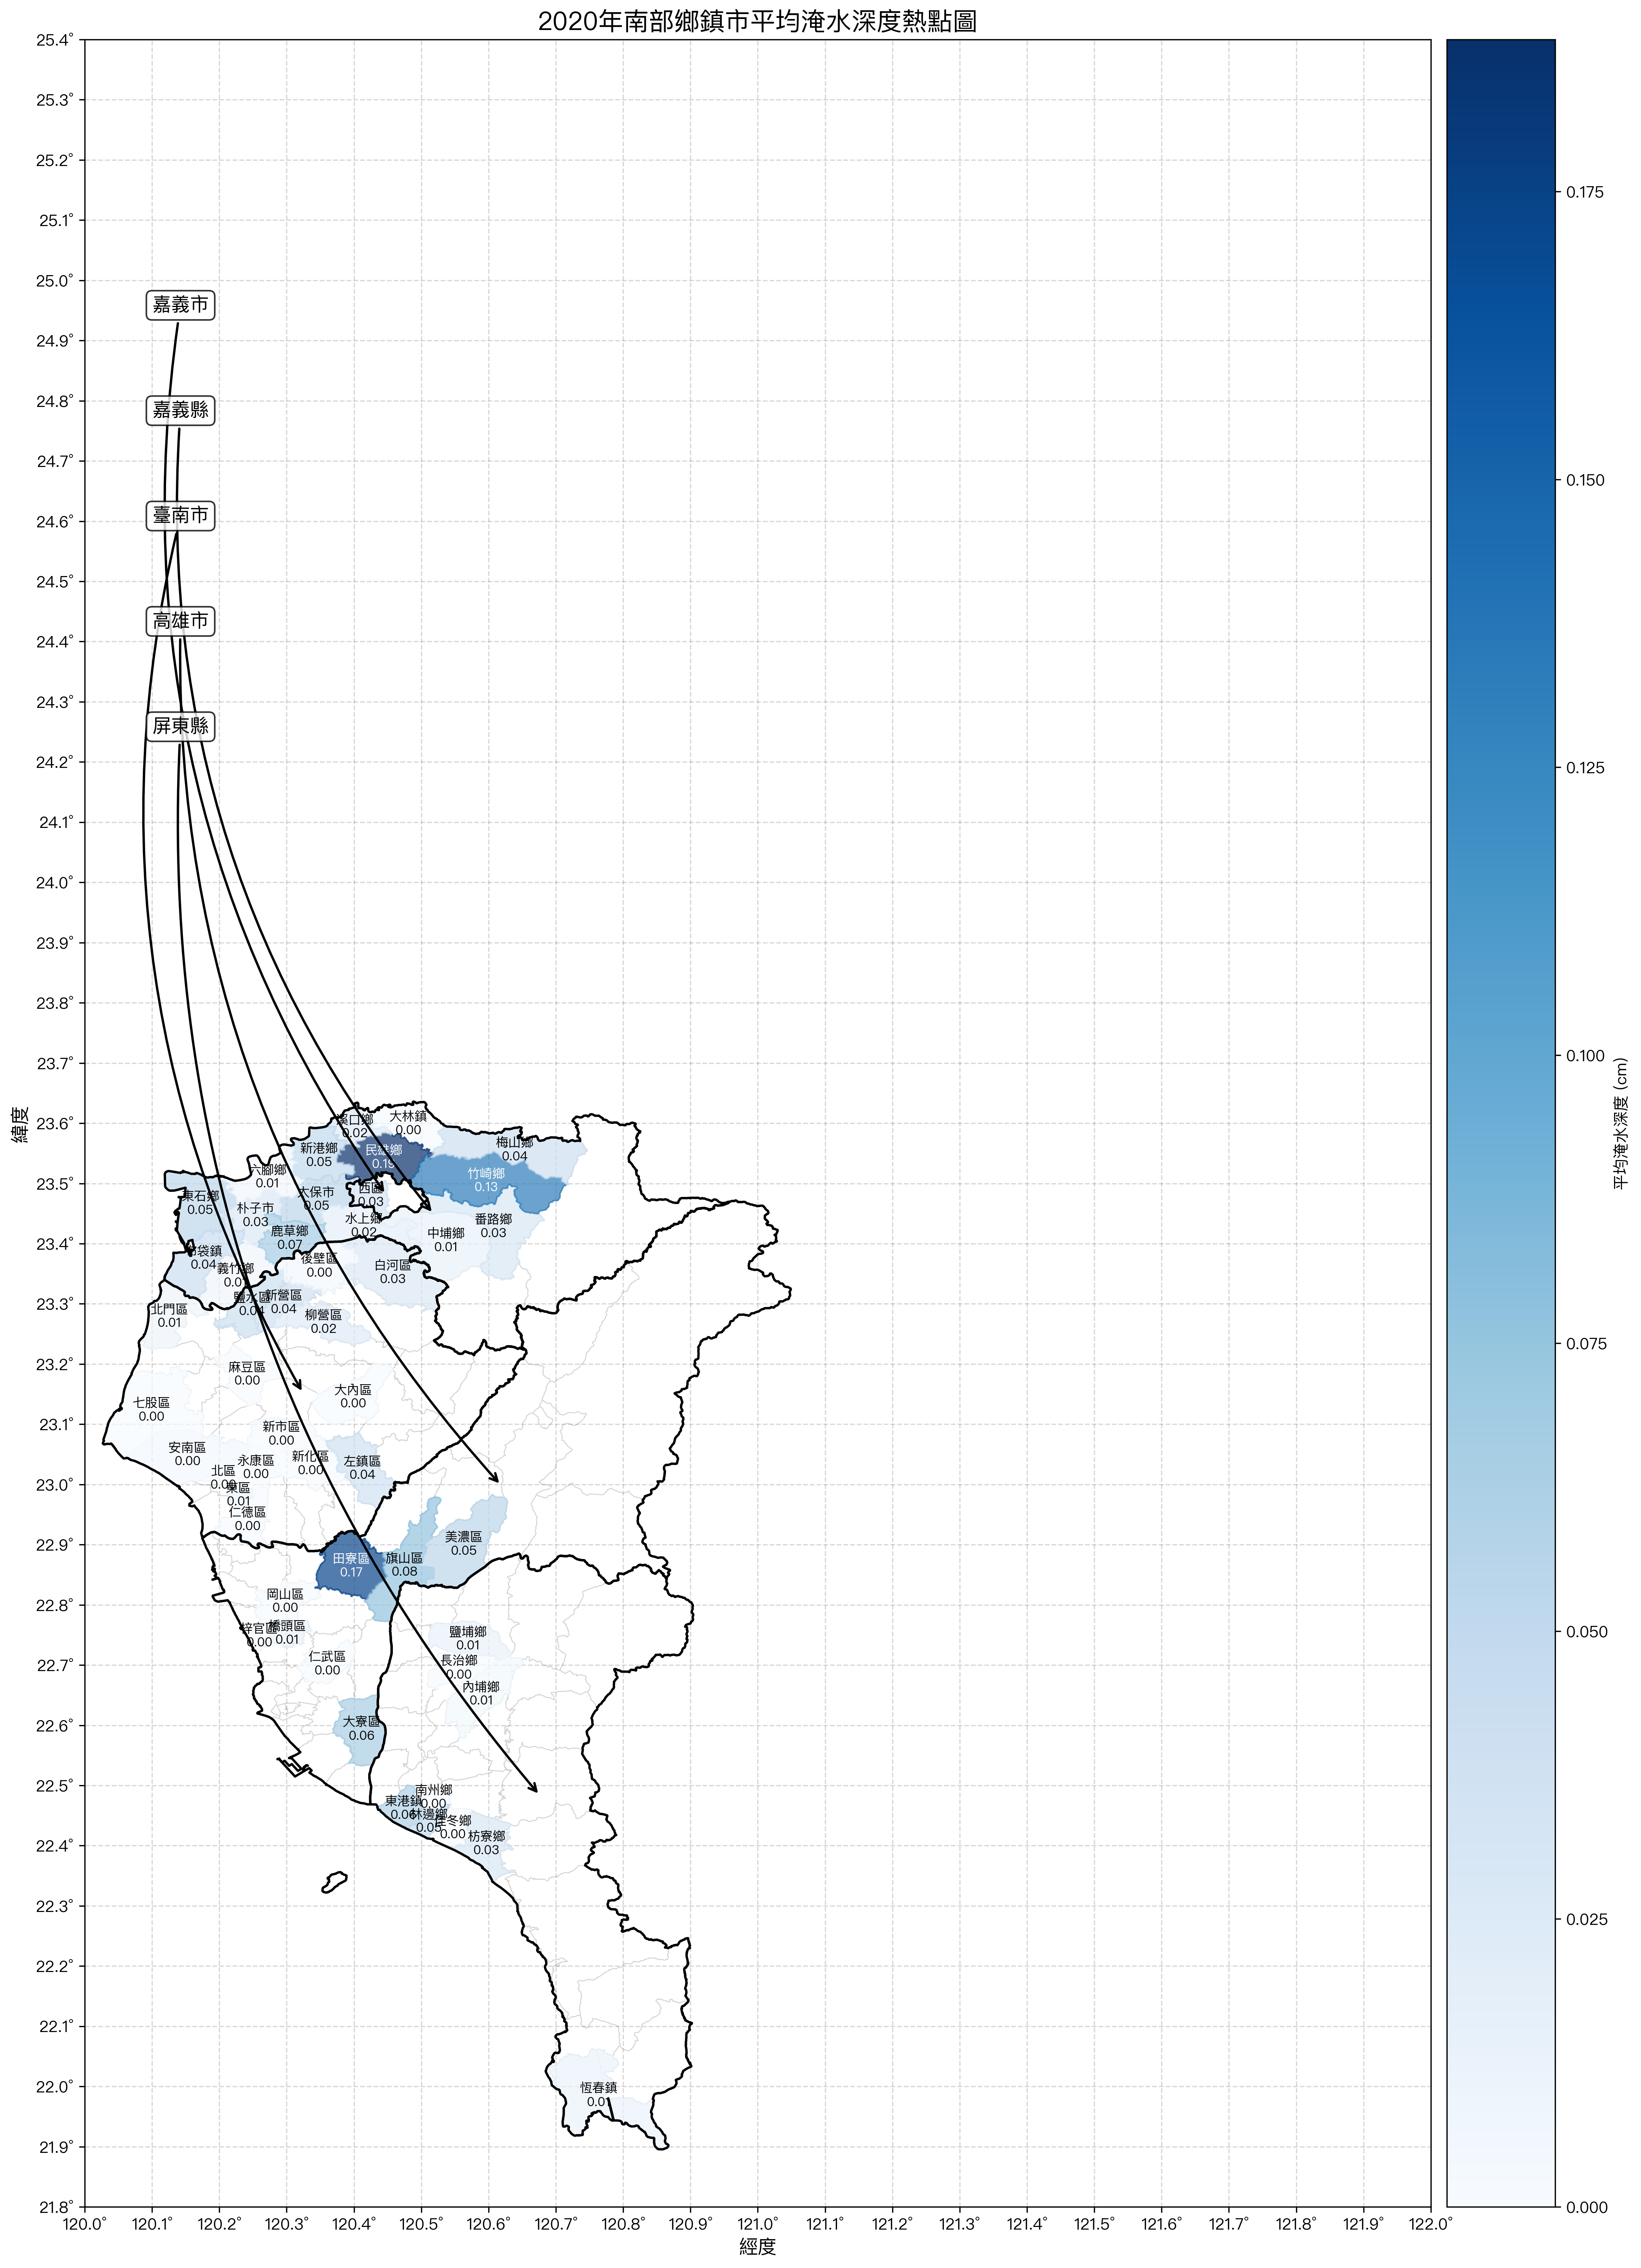 2020年南部鄉鎮市平均淹水深度熱點圖
25.4°
25.3°
25.2°
25.1°
25.0°
24.9°
24.8°
24.7°
24.6°
24.5°
24.4°
24.3°
24.2°
24.1°
24.0°
23.9°
23.8°
23.7°
23.6°
23.5°
23.4°
23.3°
23.2°
23.1°
23.0°
22.9°
22.8°
22.7°
22.6°
22.5°
22.4°
22.3°
22.2°
22.1°
22.0°
21.9°
21.8°
緯度
嘉義市
嘉義縣
臺南市
高雄市
屏東縣
溪口鄉
0.02
大林鎮
0.00
民雄鄉
0.19
梅山鄉
0.04
新港鄉
0.05
竹崎鄉
0.13
六腳鄉
0.01
東石鄉
0.05
太保市
0.05
西區
0.03
朴子市
0.03
水上鄉
0.02
番路鄉
0.03
鹿草鄉
0.07
中埔鄉
0.01
布袋鎮
0.04
義竹鄉
後壁區
0.00
白河區
0.03
鹽水區
0.04
新營區
0.04
北門區
0.01
柳營區
0.02
麻豆區
0.00
大內區
0.00
七股區
0.00
新市區
0.00
安南區
0.00
永康區
0.00
新化區
0.00
左鎮區
0.04
北區
0.00
東區
0.01
仁德區
0.00
美濃區
0.05
田寮區
0.17
旗山區
0.08
岡山區
0.00
梓官區
0.00
橋頭區
0.01
仁武區
0.00
鹽埔鄉
0.01
長治鄉
0.00
內埔鄉
0.01
大寮區
0.06
南州鄉
0.00
東港鎮
0.06
林邊鄉
0.05
佳冬鄉
0.00
枋寮鄉
0.03
恆春鎮
120.0°
120.1°
120.2°
120.3°
120.4°
120.5°
120.6°
120.7°
120.8°
120.9°
121.0°
121.1°
121.2°
121.3°
121.4°
121.5°
121.6°
121.7°
121.8°
121.9°
122.0°
經度
0.175
0.150
0.125
0.100
0.075
0.050
0.025
0.000
平均淹水深度 (cm)